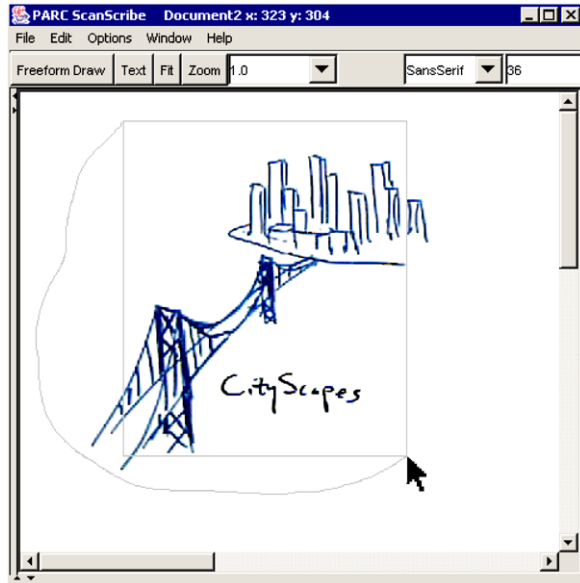 PARC ScanScribe Document2 x: 323 y: 304
File Edit Options Window Help
Freeform Draw Text Fit Zoom 1.0 SansSerif 36
CityScapes